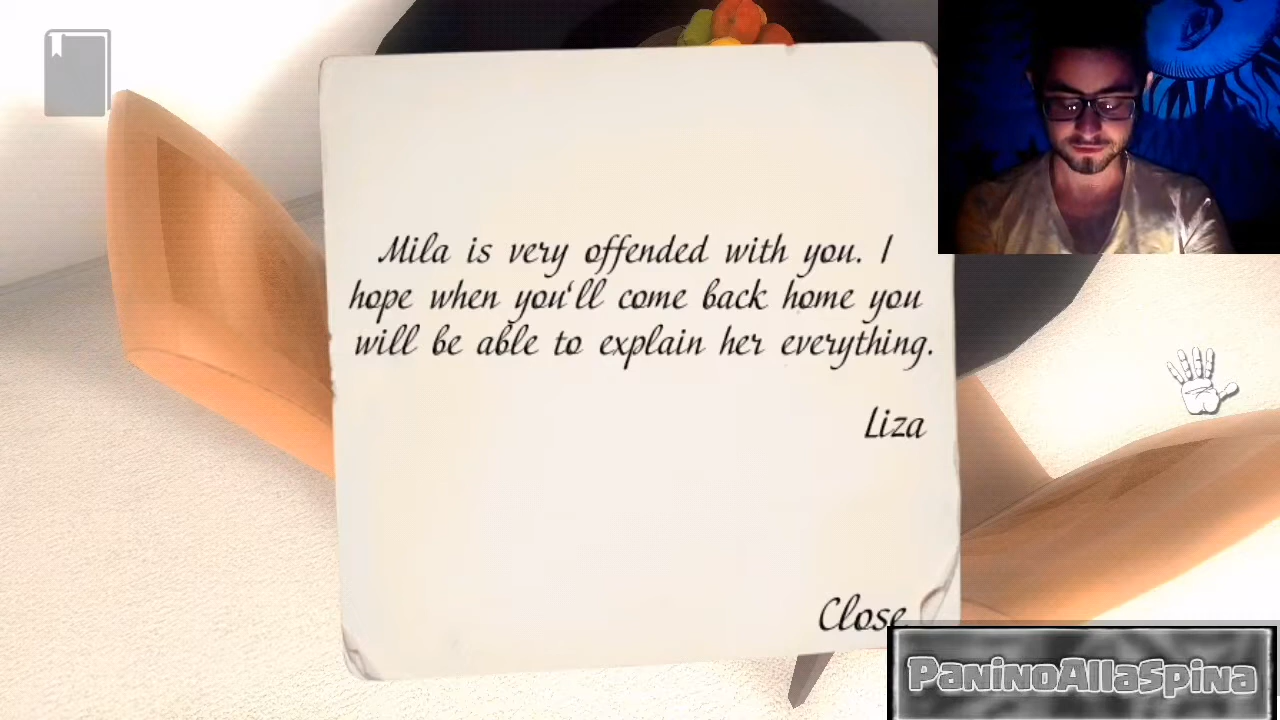 Mila is very offended with you. I
hope when you'll come back home you
will be able to explain her everything.
Liza
Close
PaninoAllaSpina